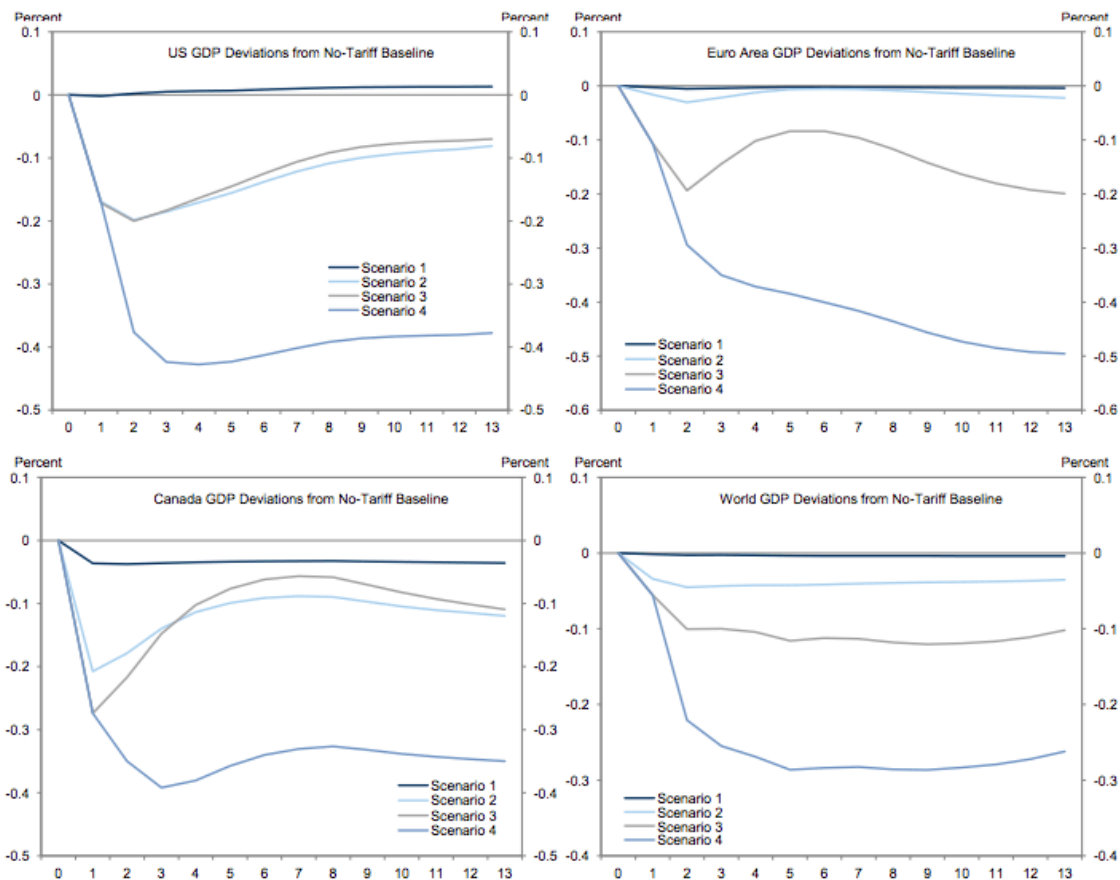 Percent Percent
US GDP Deviations from No-Tariff Baseline
0.1 0.1
0 0
-0.1 -0.1
-0.2 -0.2
-0.3 -0.3
-0.4 -0.4
-0.5 -0.5
Scenario 1
Scenario 2
Scenario 3
Scenario 4
0 1 2 3 4 5 6 7 8 9 10 11 12 13
Percent Percent
Euro Area GDP Deviations from No-Tariff Baseline
0.1 0.1
0 0
-0.1 -0.1
-0.2 -0.2
-0.3 -0.3
-0.4 -0.4
-0.5 -0.5
-0.6 -0.6
Scenario 1
Scenario 2
Scenario 3
Scenario 4
0 1 2 3 4 5 6 7 8 9 10 11 12 13
Percent Percent
Canada GDP Deviations from No-Tariff Baseline
0.1 0.1
0 0
-0.1 -0.1
-0.2 -0.2
-0.3 -0.3
-0.4 -0.4
-0.5 -0.5
Scenario 1
Scenario 2
Scenario 3
Scenario 4
0 1 2 3 4 5 6 7 8 9 10 11 12 13
Percent Percent
World GDP Deviations from No-Tariff Baseline
0.1 0.1
0 0
-0.1 -0.1
-0.2 -0.2
-0.3 -0.3
-0.4 -0.4
Scenario 1
Scenario 2
Scenario 3
Scenario 4
0 1 2 3 4 5 6 7 8 9 10 11 12 13